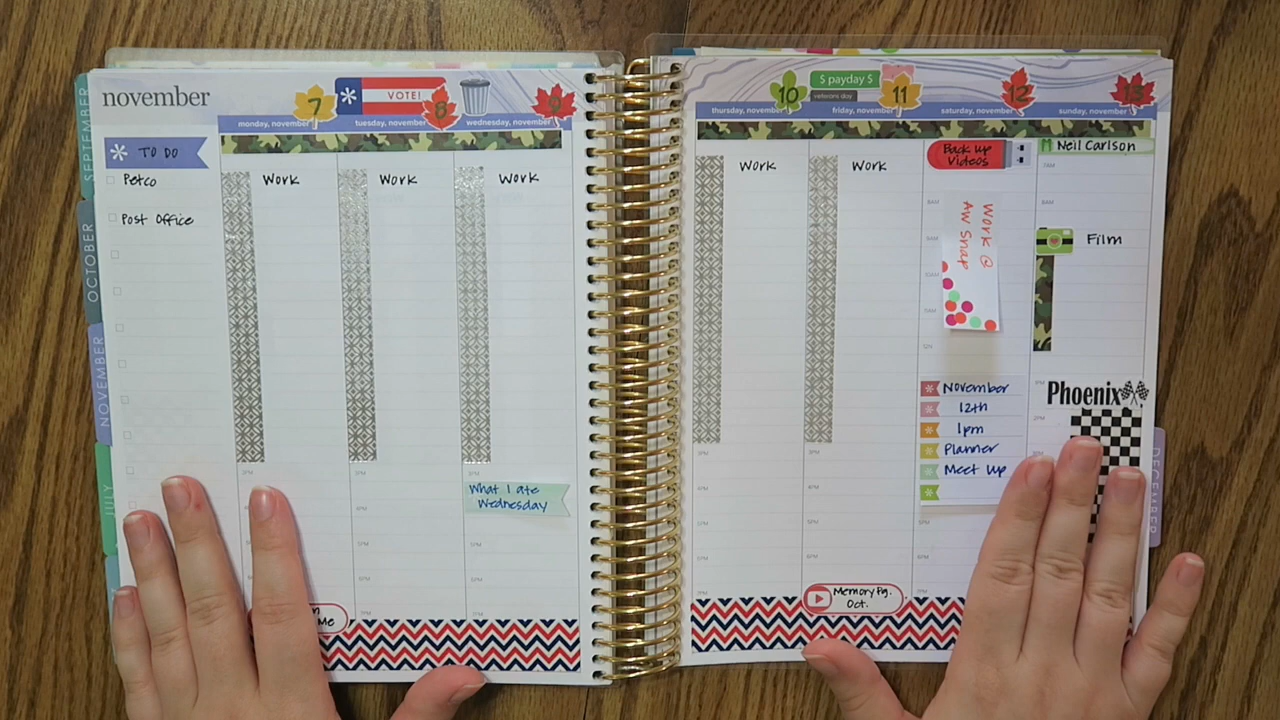 november
SEPTEMBER
OCTOBER
NOVEMBER
JULY
DECEMBER
monday, november 7
tuesday, november 8
VOTE!
wednesday, november 9
TO DO
Petco
Post Office
Work
Work
Work
What I ate
Wednesday
Me
thursday, november 10
$ payday $
veterans day
friday, november 11
saturday, november 12
sunday, november 13
Work
Work
Back Up
Videos
Work @
Aw Snap
November
12th
1pm
Planner
Meet Up
Neil Carlson
Film
Phoenix
Memory Pg.
Oct.